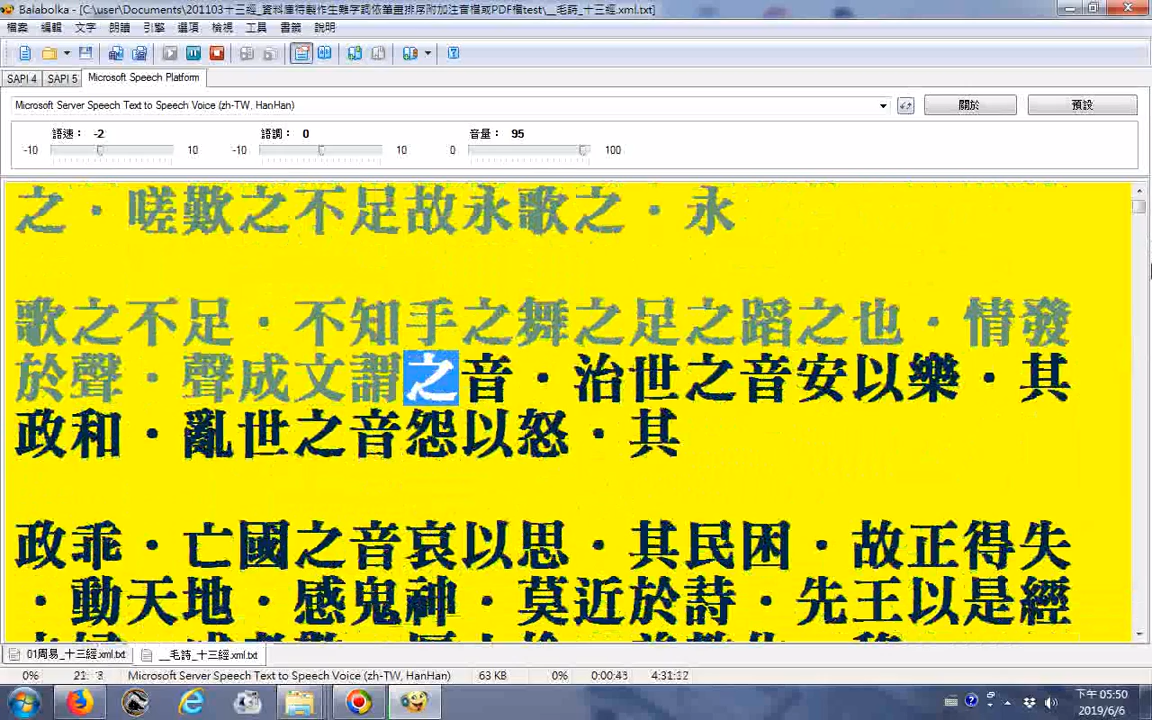 Balabolka - [C:\user\Documents\201103十三經_資料庫待製作生難字詞依筆畫排序附加注音檔或PDF檔test\__毛詩_十三經.xml.txt]
檔案 編輯 文字 朗讀 引擎 選項 檢視 工具 書籤 說明
SAPI 4 SAPI 5 Microsoft Speech Platform
Microsoft Server Speech Text to Speech Voice (zh-TW, HanHan) 關於 預設
語速： -2 語調： 0 音量： 95
-10 10 -10 10 0 100
之．嗟歎之不足故永歌之．永
歌之不足．不知手之舞之足之蹈之也．情發
於聲．聲成文謂之音．治世之音安以樂．其
政和．亂世之音怨以怒．其
政乖．亡國之音哀以思．其民困．故正得失
．動天地．感鬼神．莫近於詩．先王以是經
01周易_十三經.xml.txt __毛詩_十三經.xml.txt
0% 21: 3 Microsoft Server Speech Text to Speech Voice (zh-TW, HanHan) 63 KB 0% 0:00:43 4:31:12
下午 05:50
2019/6/6